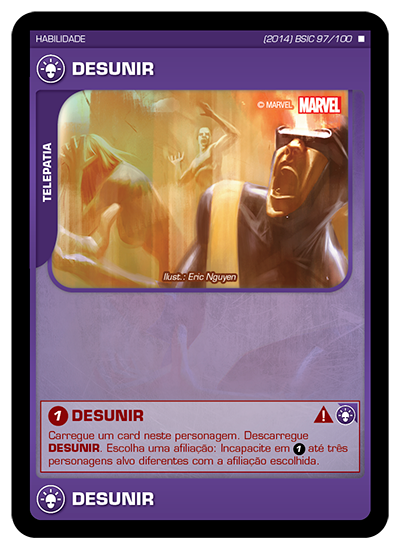 HABILIDADE (2014) BSIC 97/100
DESUNIR
TELEPATIA
© MARVEL MARVEL
Ilust.: Eric Nguyen
1 DESUNIR
Carregue um card neste personagem. Descarregue
DESUNIR. Escolha uma afiliação: Incapacite em 1 até três
personagens alvo diferentes com a afiliação escolhida.
DESUNIR